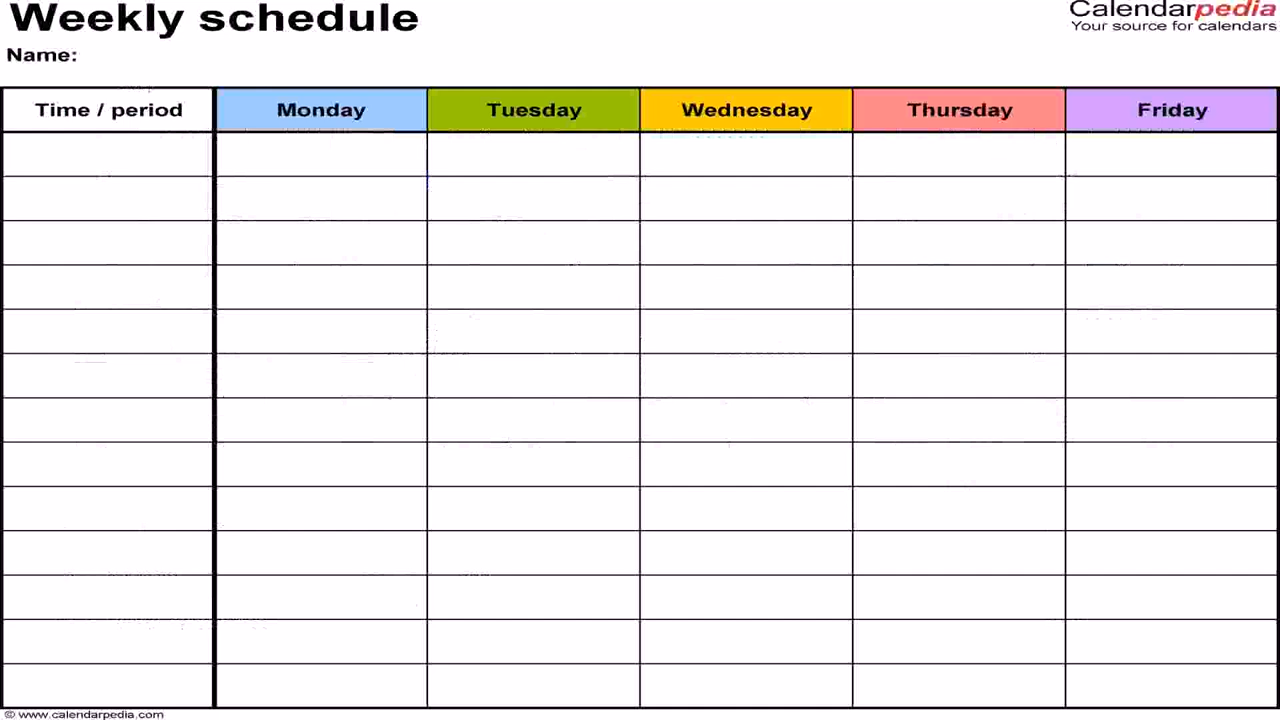 Weekly schedule
Calendarpedia
Your source for calendars
Name:
Time / period Monday Tuesday Wednesday Thursday Friday
© www.calendarpedia.com